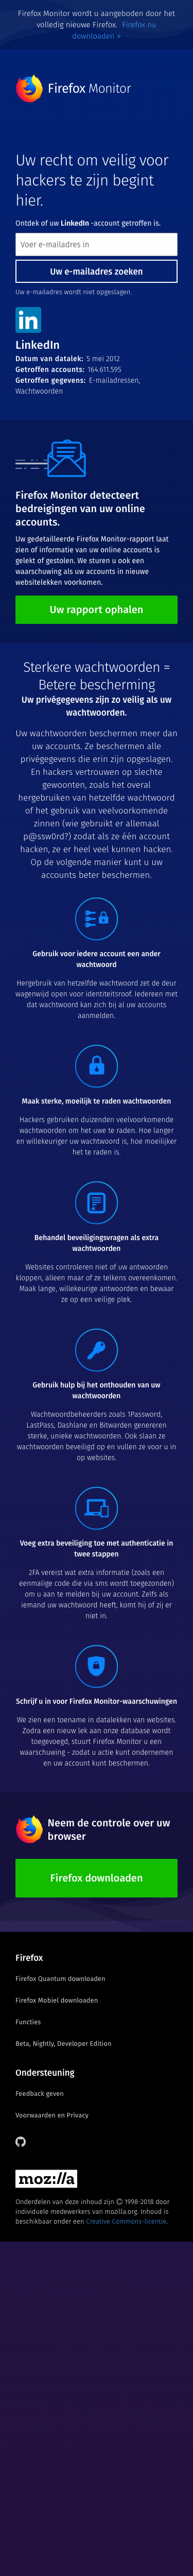 Firefox Monitor wordt u aangeboden door het
volledig nieuwe Firefox. Firefox nu
downloaden »
Firefox Monitor
Uw recht om veilig voor
hackers te zijn begint
hier.
Ontdek of uw LinkedIn -account getroffen is.
Voer e-mailadres in
Uw e-mailadres zoeken
Uw e-mailadres wordt niet opgeslagen.
in
LinkedIn
Datum van datalek: 5 mei 2012
Getroffen accounts: 164.611.595
Getroffen gegevens: E-mailadressen,
Wachtwoorden
Firefox Monitor detecteert
bedreigingen van uw online
accounts.
Uw gedetailleerde Firefox Monitor-rapport laat
zien of informatie van uw online accounts is
gelekt of gestolen. We sturen u ook een
waarschuwing als uw accounts in nieuwe
websitelekken voorkomen.
Uw rapport ophalen
Sterkere wachtwoorden =
Betere bescherming
Uw privégegevens zijn zo veilig als uw
wachtwoorden.
Uw wachtwoorden beschermen meer dan
uw accounts. Ze beschermen alle
privégegevens die erin zijn opgeslagen.
En hackers vertrouwen op slechte
gewoonten, zoals het overal
hergebruiken van hetzelfde wachtwoord
of het gebruik van veelvoorkomende
zinnen (wie gebruikt er allemaal
p@ssw0rd?) zodat als ze één account
hacken, ze er heel veel kunnen hacken.
Op de volgende manier kunt u uw
accounts beter beschermen.
Gebruik voor iedere account een ander
wachtwoord
Hergebruik van hetzelfde wachtwoord zet de deur
wagenwijd open voor identiteitsroof. Iedereen met
dat wachtwoord kan zich bij al uw accounts
aanmelden.
Maak sterke, moeilijk te raden wachtwoorden
Hackers gebruiken duizenden veelvoorkomende
wachtwoorden om het uwe te raden. Hoe langer
en willekeuriger uw wachtwoord is, hoe moeilijker
het te raden is.
Behandel beveiligingsvragen als extra
wachtwoorden
Websites controleren niet of uw antwoorden
kloppen, alleen maar of ze telkens overeenkomen.
Maak lange, willekeurige antwoorden en bewaar
ze op een veilige plek.
Gebruik hulp bij het onthouden van uw
wachtwoorden
Wachtwoordbeheerders zoals 1Password,
LastPass, Dashlane en Bitwarden genereren
sterke, unieke wachtwoorden. Ook slaan ze
wachtwoorden beveiligd op en vullen ze voor u in
op websites.
Voeg extra beveiliging toe met authenticatie in
twee stappen
2FA vereist wat extra informatie (zoals een
eenmalige code die via sms wordt toegezonden)
om u aan te melden bij uw account. Zelfs als
iemand uw wachtwoord heeft, komt hij of zij er
niet in.
Schrijf u in voor Firefox Monitor-waarschuwingen
We zien een toename in datalekken van websites.
Zodra een nieuw lek aan onze database wordt
toegevoegd, stuurt Firefox Monitor u een
waarschuwing - zodat u actie kunt ondernemen
en uw account kunt beschermen.
Neem de controle over uw
browser
Firefox downloaden
Firefox
Firefox Quantum downloaden
Firefox Mobiel downloaden
Functies
Beta, Nightly, Developer Edition
Ondersteuning
Feedback geven
Voorwaarden en Privacy
moz://a
Onderdelen van deze inhoud zijn © 1998-2018 door
individuele medewerkers van mozilla.org. Inhoud is
beschikbaar onder een Creative Commons-licentie.